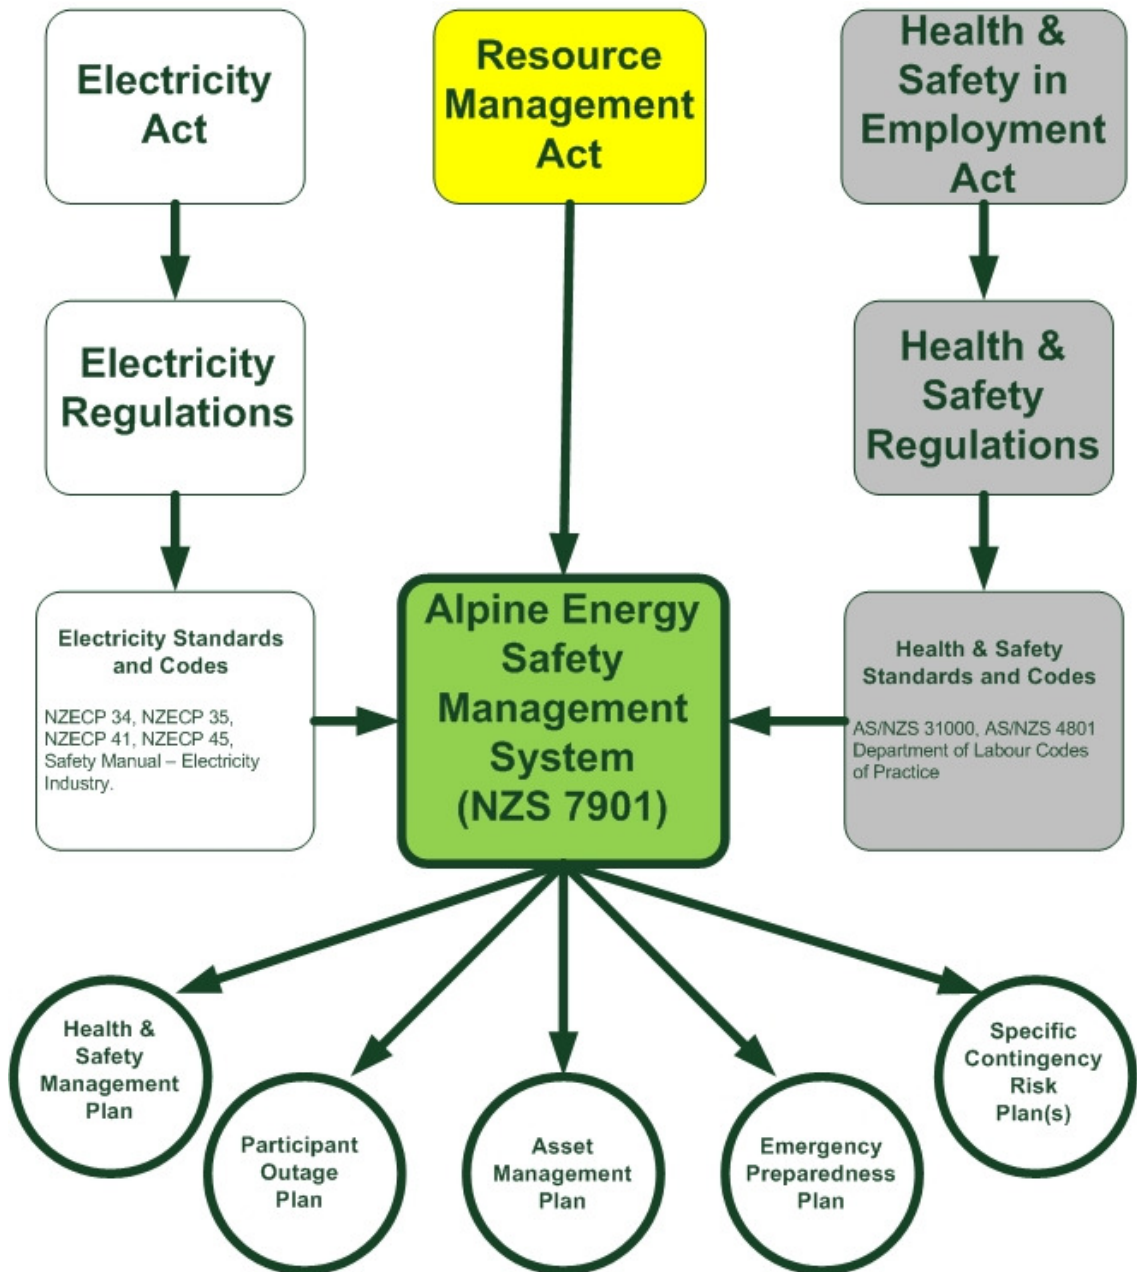 Electricity
Act
Resource
Management
Act
Health &
Safety in
Employment
Act
Electricity
Regulations
Health &
Safety
Regulations
Electricity Standards
and Codes
NZECP 34, NZECP 35,
NZECP 41, NZECP 45,
Safety Manual – Electricity
Industry.
Alpine Energy
Safety
Management
System
(NZS 7901)
Health & Safety
Standards and Codes
AS/NZS 31000, AS/NZS 4801
Department of Labour Codes
of Practice
Health &
Safety
Management
Plan
Participant
Outage
Plan
Asset
Management
Plan
Emergency
Preparedness
Plan
Specific
Contingency
Risk
Plan(s)